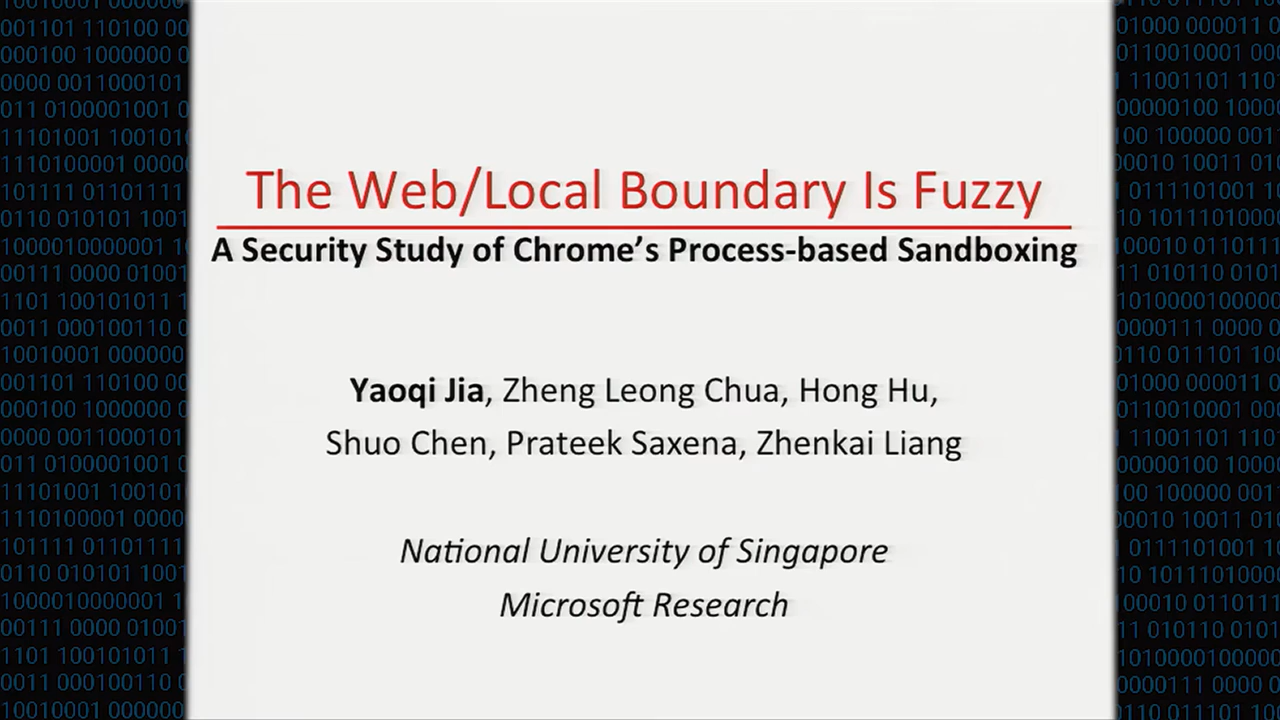 The Web/Local Boundary Is Fuzzy
A Security Study of Chrome’s Process-based Sandboxing
Yaoqi Jia, Zheng Leong Chua, Hong Hu,
Shuo Chen, Prateek Saxena, Zhenkai Liang
National University of Singapore
Microsoft Research